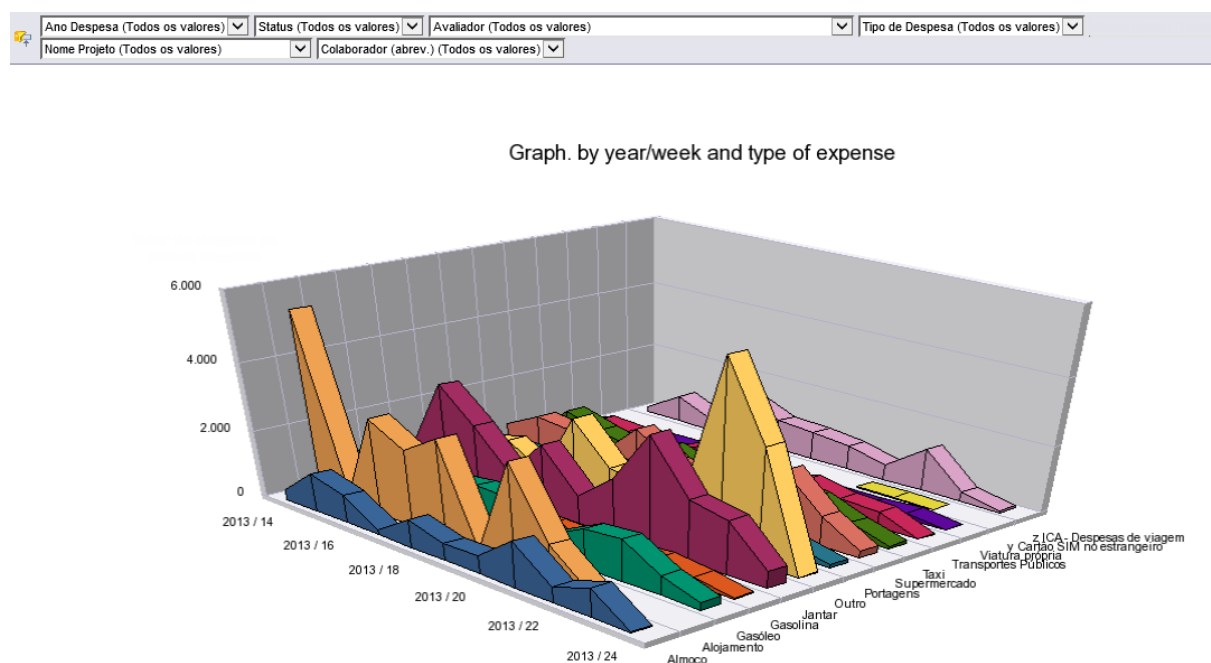 Ano Despesa (Todos os valores) Status (Todos os valores) Avaliador (Todos os valores) Tipo de Despesa (Todos os valores)
Nome Projeto (Todos os valores) Colaborador (abrev.) (Todos os valores)
Graph. by year/week and type of expense
6.000
4.000
2.000
0
2013 / 14
2013 / 16
2013 / 18
2013 / 20
2013 / 22
2013 / 24
z ICA - Despesas de viagem
y Cartão SIM no estrangeiro
Viatura própria
Transportes Públicos
Taxi
Supermercado
Portagens
Outro
Jantar
Gasolina
Gasóleo
Alojamento
Almoço